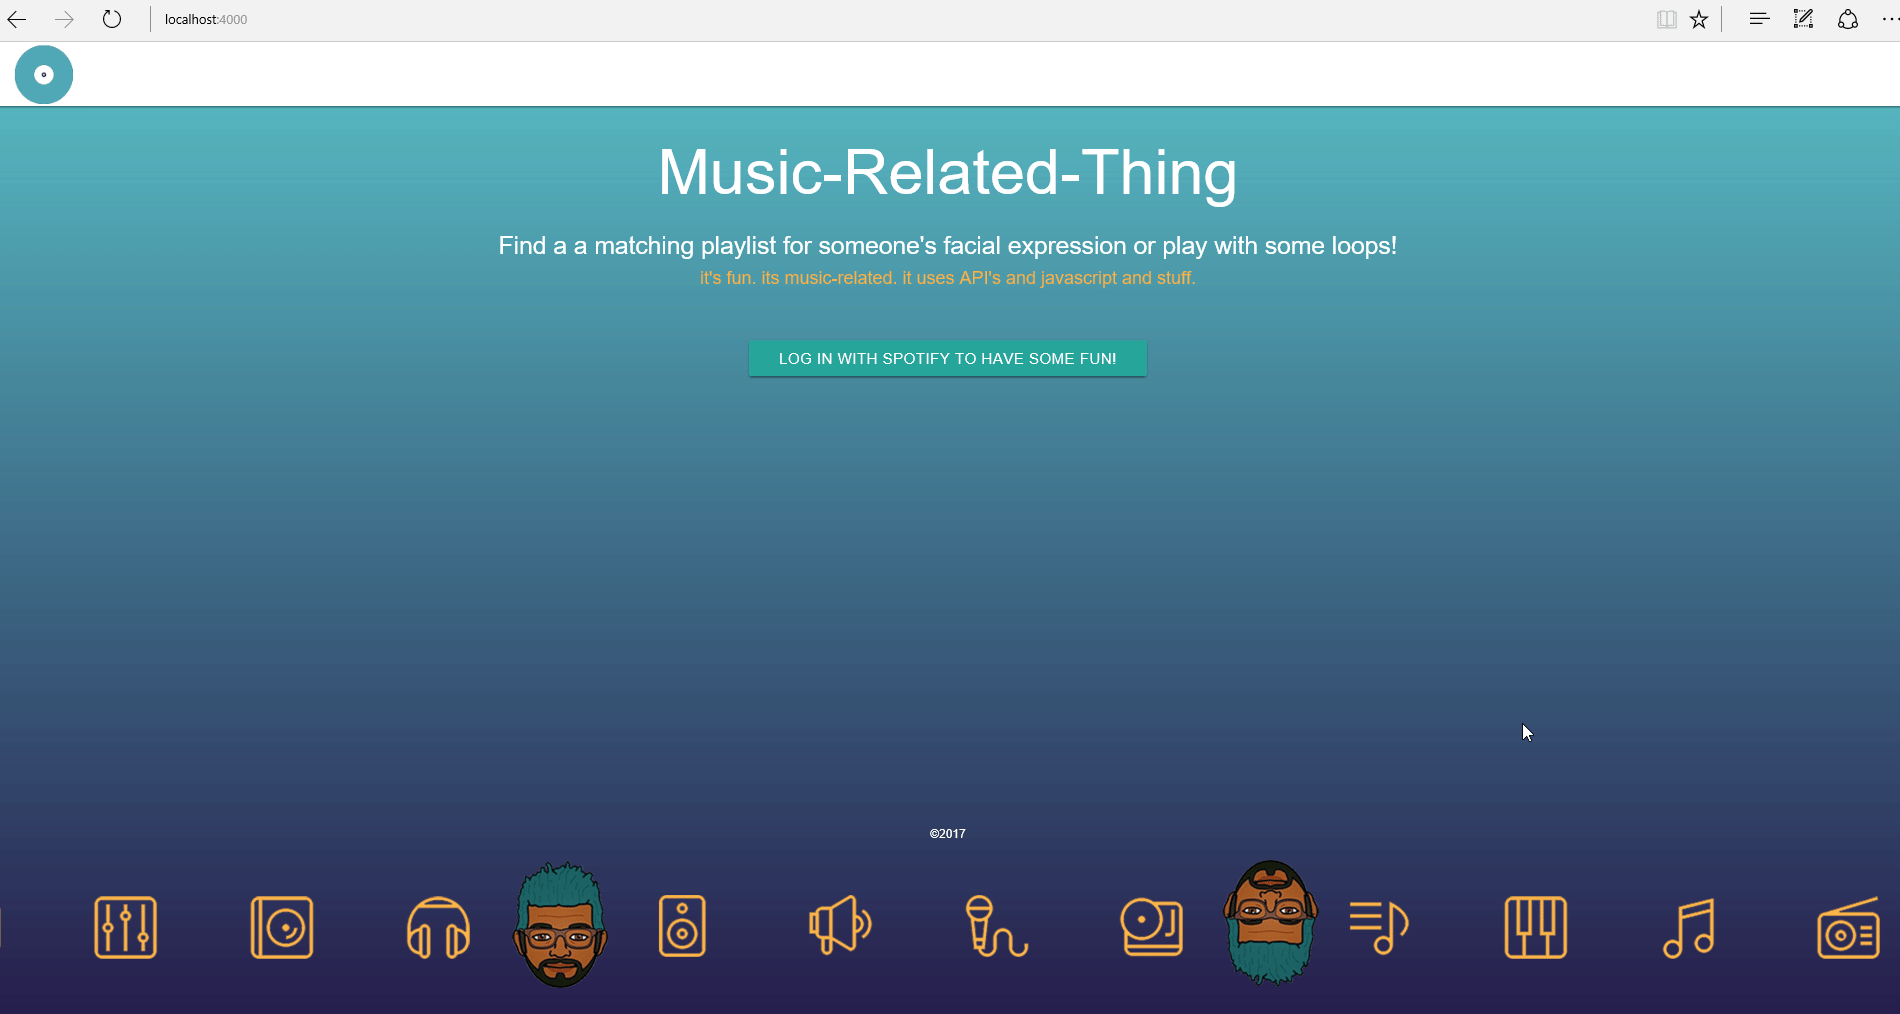 localhost:4000
Music-Related-Thing
Find a a matching playlist for someone's facial expression or play with some loops!
it's fun. its music-related. it uses API's and javascript and stuff.
LOG IN WITH SPOTIFY TO HAVE SOME FUN!
©2017